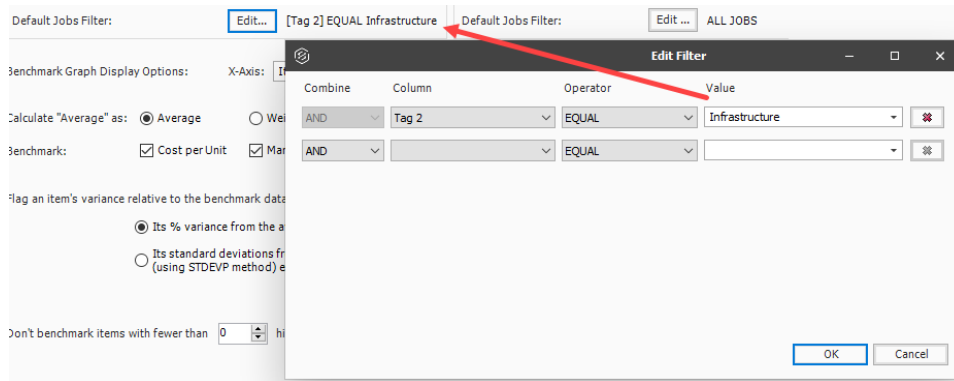 Default Jobs Filter: Edit... [Tag 2] EQUAL Infrastructure Default Jobs Filter: Edit ... ALL JOBS
Edit Filter
Benchmark Graph Display Options: X-Axis:
Combine Column Operator Value
AND Tag 2 EQUAL Infrastructure
Calculate "Average" as: Average
AND EQUAL
Benchmark: Cost per Unit
Flag an item's variance relative to the benchmark data
Its % variance from the
Its standard deviations
(using STDEVP method)
Don't benchmark items with fewer than 0
OK Cancel